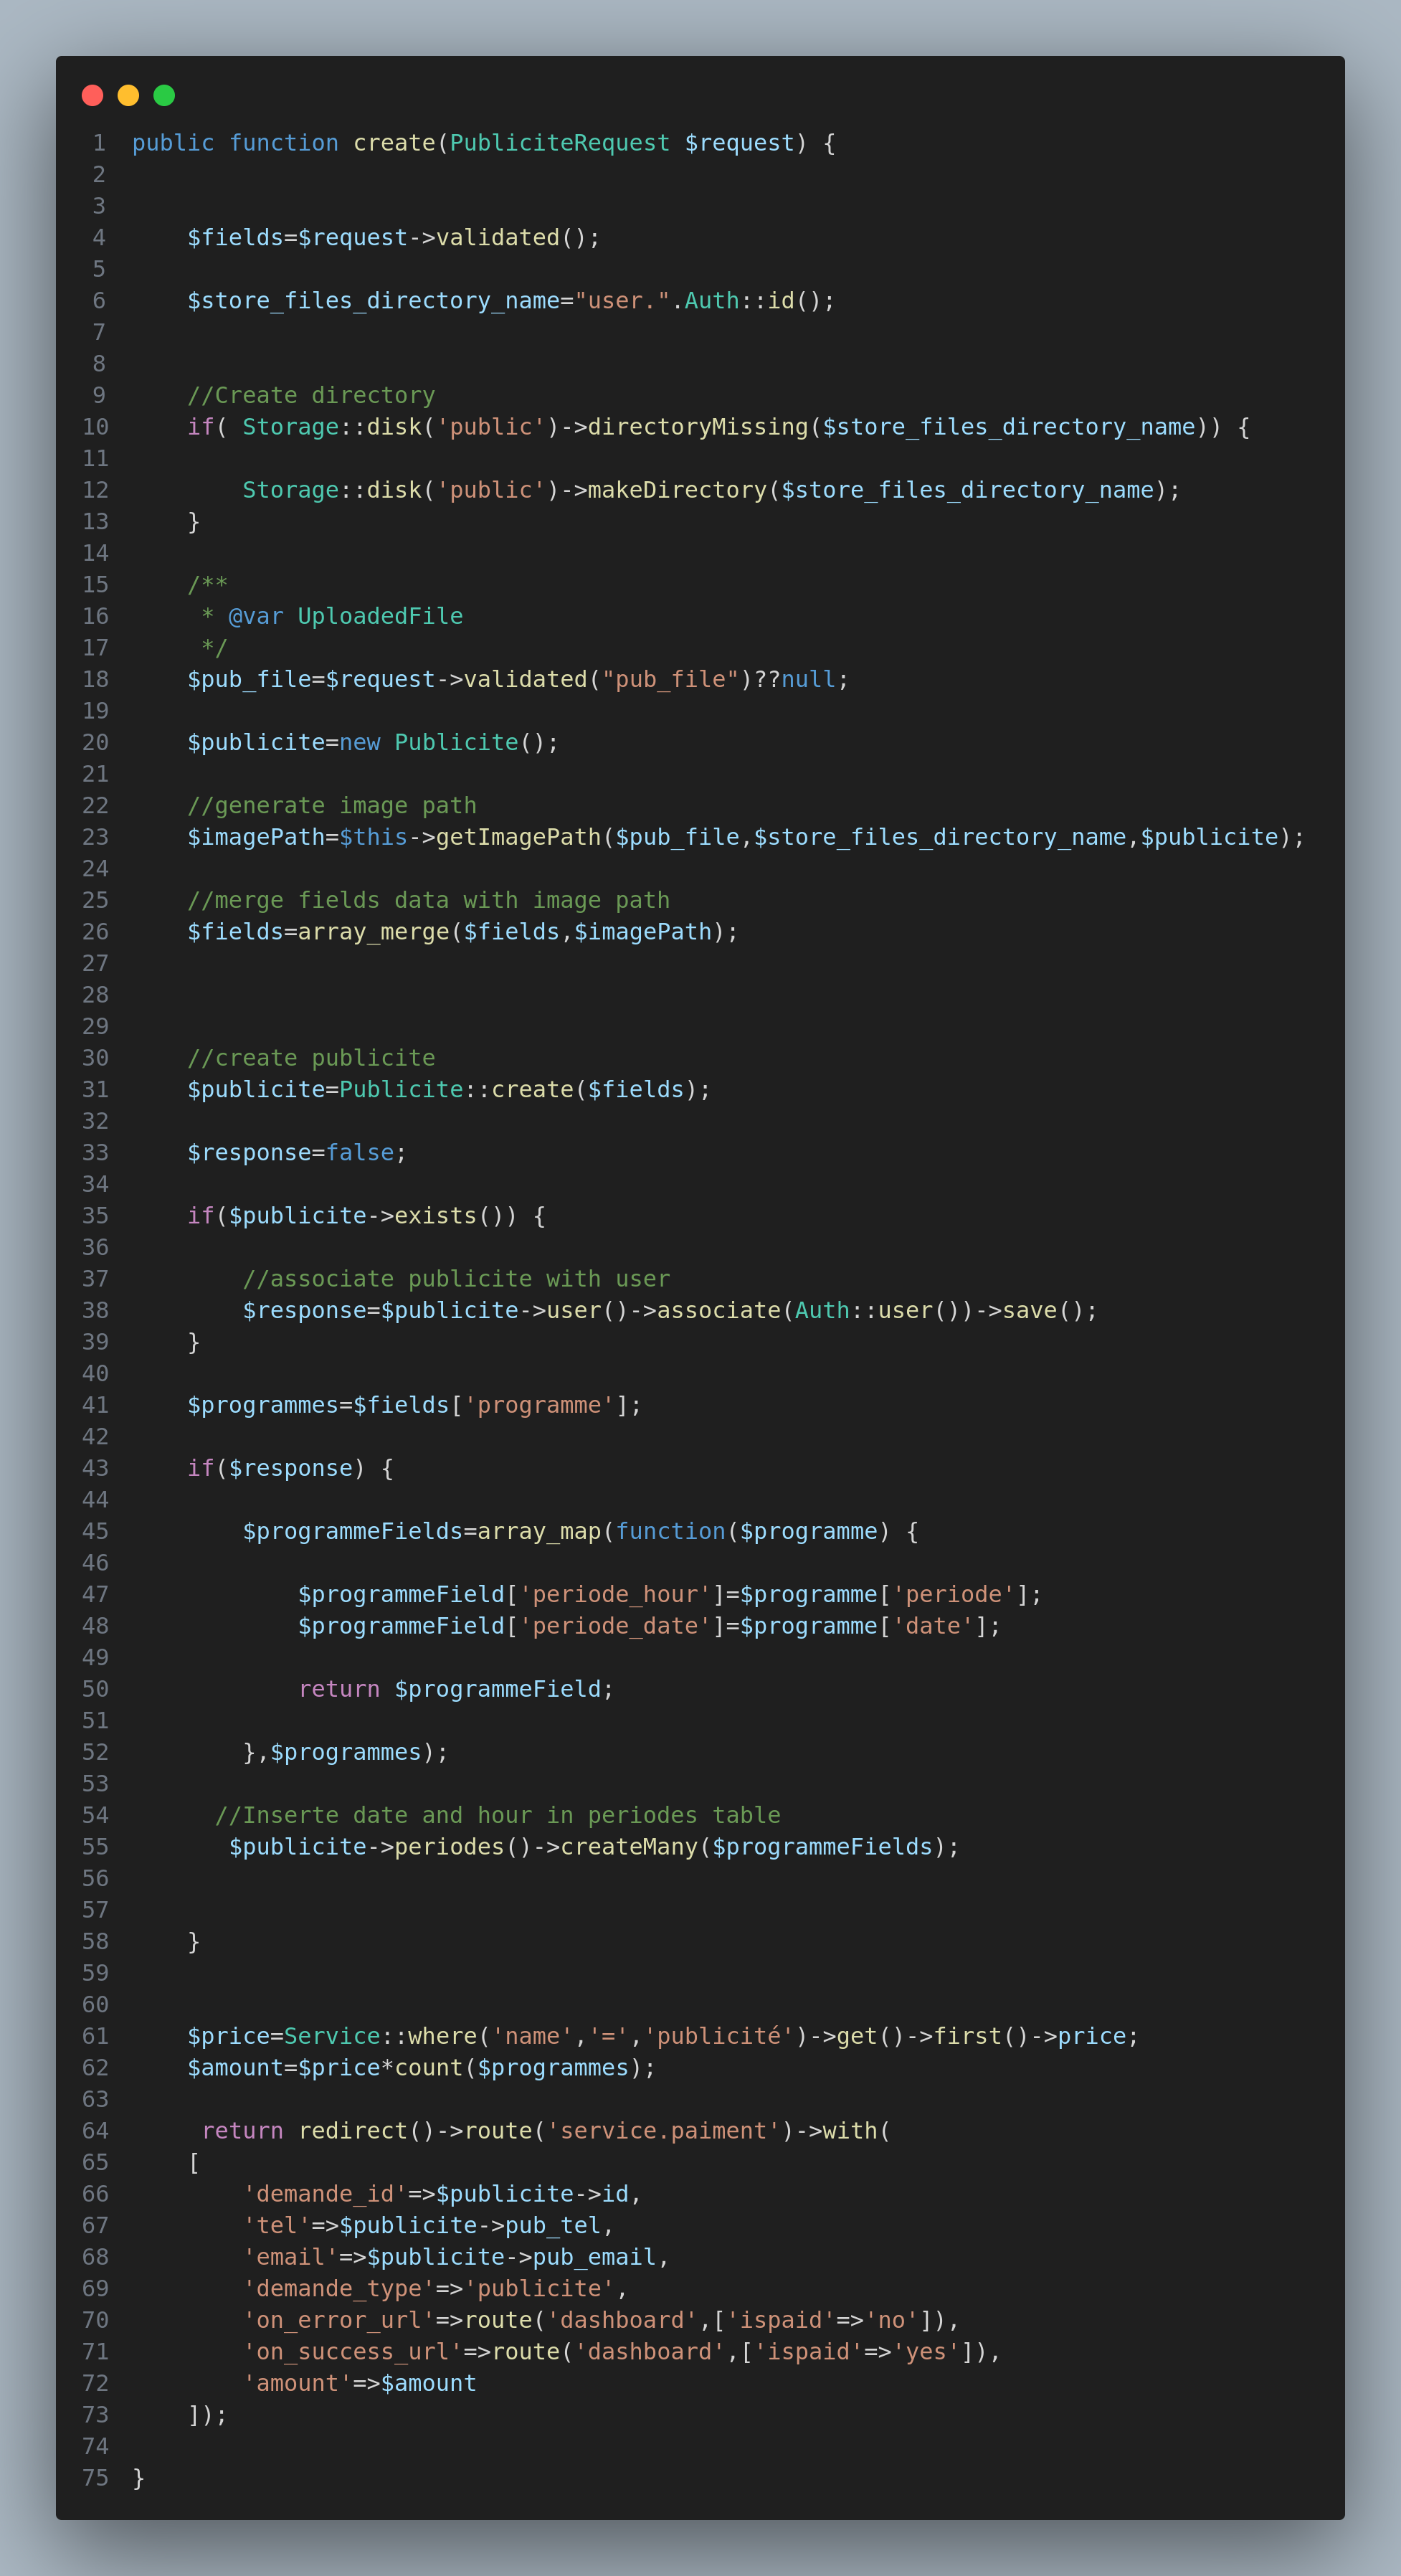 1 public function create(PubliciteRequest $request) {
2
3
4     $fields=$request->validated();
5
6     $store_files_directory_name="user.".Auth::id();
7
8
9     //Create directory
10     if( Storage::disk('public')->directoryMissing($store_files_directory_name)) {
11
12         Storage::disk('public')->makeDirectory($store_files_directory_name);
13     }
14
15     /**
16      * @var UploadedFile
17      */
18     $pub_file=$request->validated("pub_file")??null;
19
20     $publicite=new Publicite();
21
22     //generate image path
23     $imagePath=$this->getImagePath($pub_file,$store_files_directory_name,$publicite);
24
25     //merge fields data with image path
26     $fields=array_merge($fields,$imagePath);
27
28
29
30     //create publicite
31     $publicite=Publicite::create($fields);
32
33     $response=false;
34
35     if($publicite->exists()) {
36
37         //associate publicite with user
38         $response=$publicite->user()->associate(Auth::user())->save();
39     }
40
41     $programmes=$fields['programme'];
42
43     if($response) {
44
45         $programmeFields=array_map(function($programme) {
46
47             $programmeField['periode_hour']=$programme['periode'];
48             $programmeField['periode_date']=$programme['date'];
49
50             return $programmeField;
51
52         },$programmes);
53
54       //Inserte date and hour in periodes table
55        $publicite->periodes()->createMany($programmeFields);
56
57
58     }
59
60
61     $price=Service::where('name','=','publicité')->get()->first()->price;
62     $amount=$price*count($programmes);
63
64      return redirect()->route('service.paiment')->with(
65     [
66         'demande_id'=>$publicite->id,
67         'tel'=>$publicite->pub_tel,
68         'email'=>$publicite->pub_email,
69         'demande_type'=>'publicite',
70         'on_error_url'=>route('dashboard',['ispaid'=>'no']),
71         'on_success_url'=>route('dashboard',['ispaid'=>'yes']),
72         'amount'=>$amount
73     ]);
74
75 }